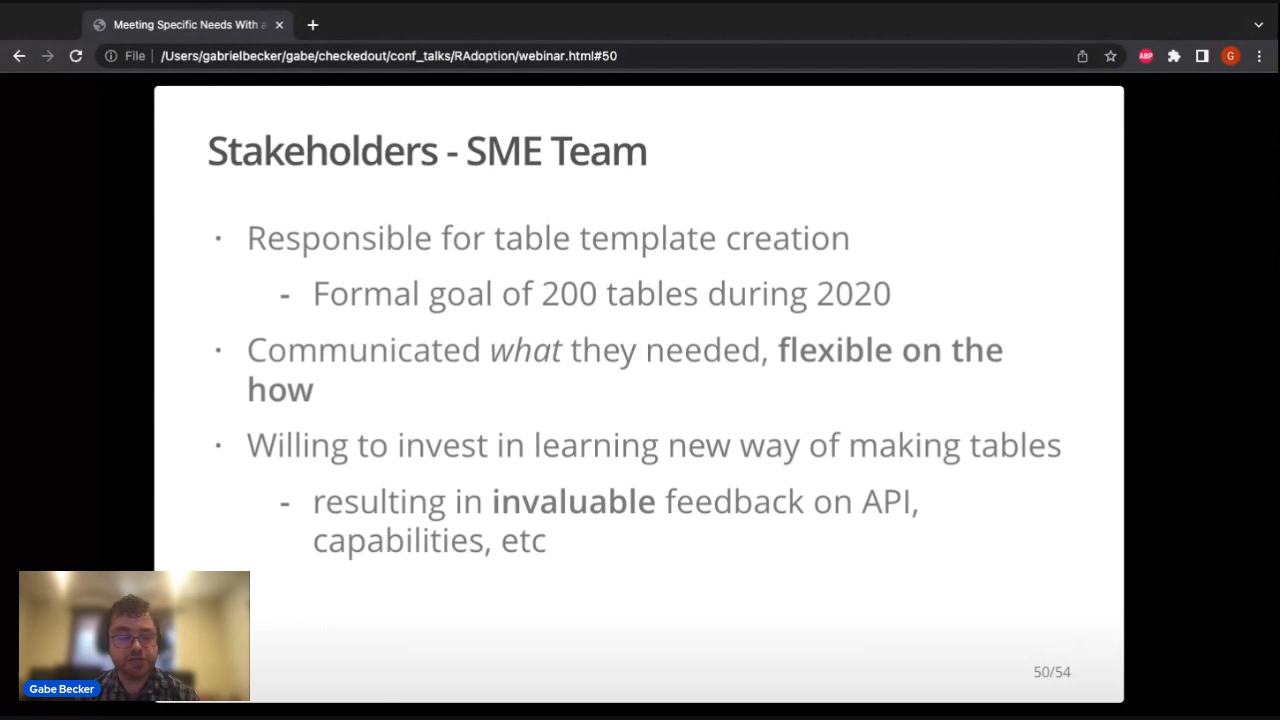 Meeting Specific Needs With a
File
/Users/gabrielbecker/gabe/checkedout/conf_talks/RAdoption/webinar.html#50
ABP
G
Stakeholders - SME Team
· Responsible for table template creation
- Formal goal of 200 tables during 2020
· Communicated what they needed, flexible on the
how
· Willing to invest in learning new way of making tables
- resulting in invaluable feedback on API,
capabilities, etc
50/54
Gabe Becker